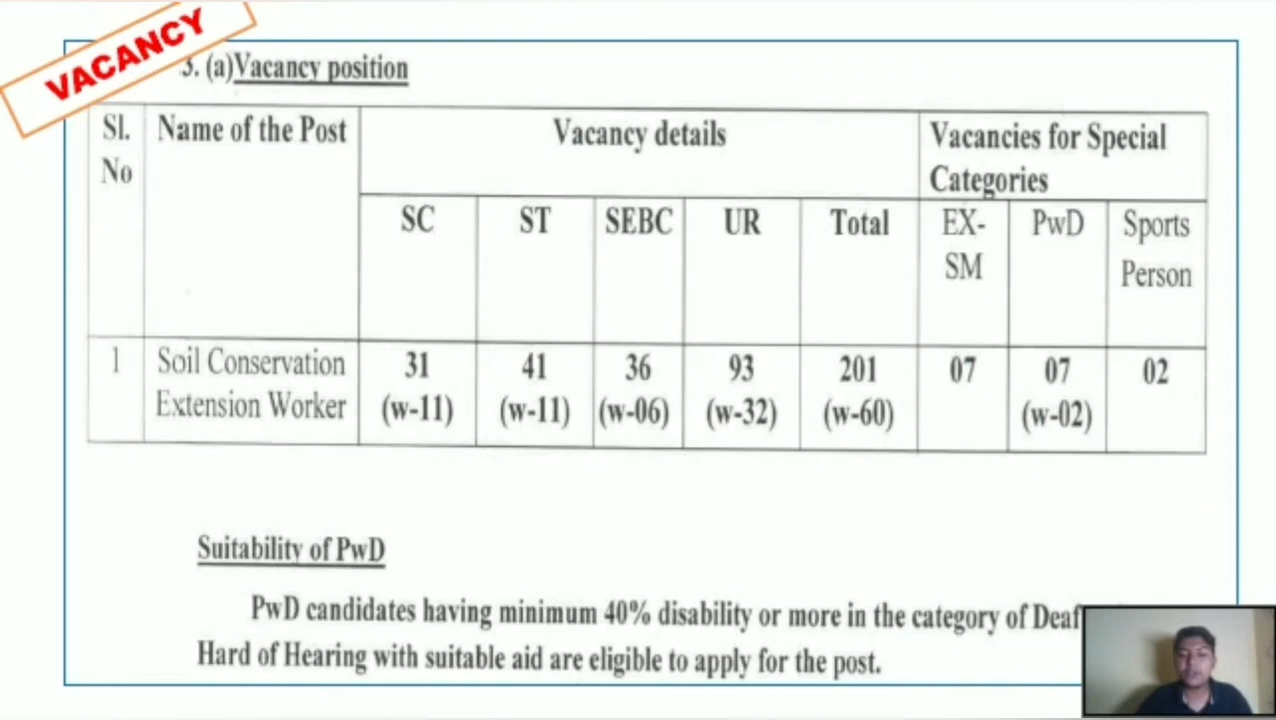 VACANCY
3. (a)Vacancy position
Sl. No
Name of the Post
Vacancy details
Vacancies for Special Categories
SC
ST
SEBC
UR
Total
EX-SM
PwD
Sports Person
1
Soil Conservation Extension Worker
31 (w-11)
41 (w-11)
36 (w-06)
93 (w-32)
201 (w-60)
07
07 (w-02)
02
Suitability of PwD
PwD candidates having minimum 40% disability or more in the category of Deaf
Hard of Hearing with suitable aid are eligible to apply for the post.